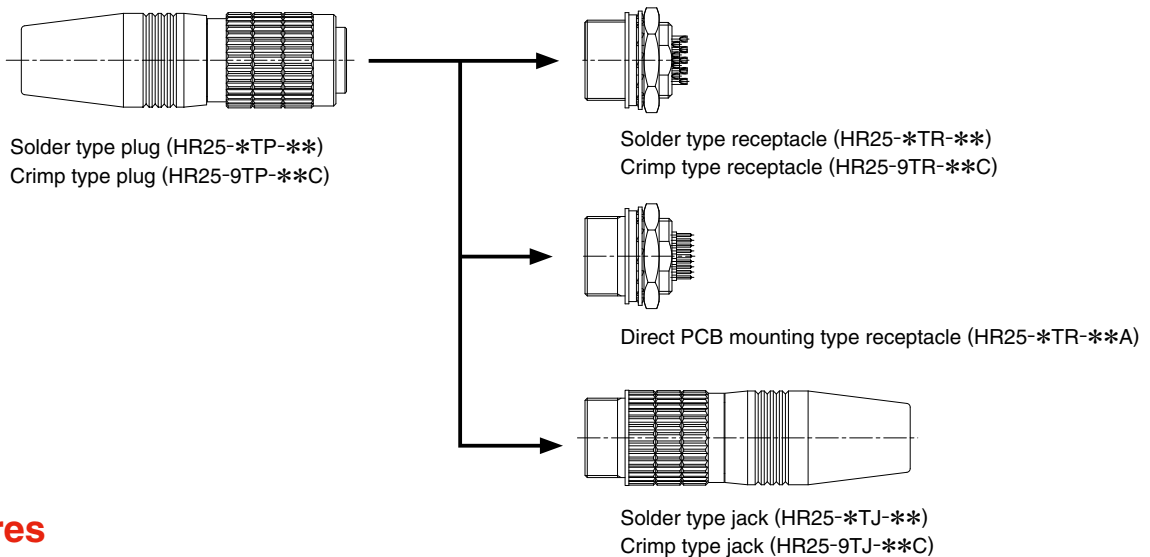 Solder type plug (HR25-*TP-**)
Crimp type plug (HR25-9TP-**C)
Solder type receptacle (HR25-*TR-**)
Crimp type receptacle (HR25-9TR-**C)
Direct PCB mounting type receptacle (HR25-*TR-**A)
Solder type jack (HR25-*TJ-**)
Crimp type jack (HR25-9TJ-**C)
res